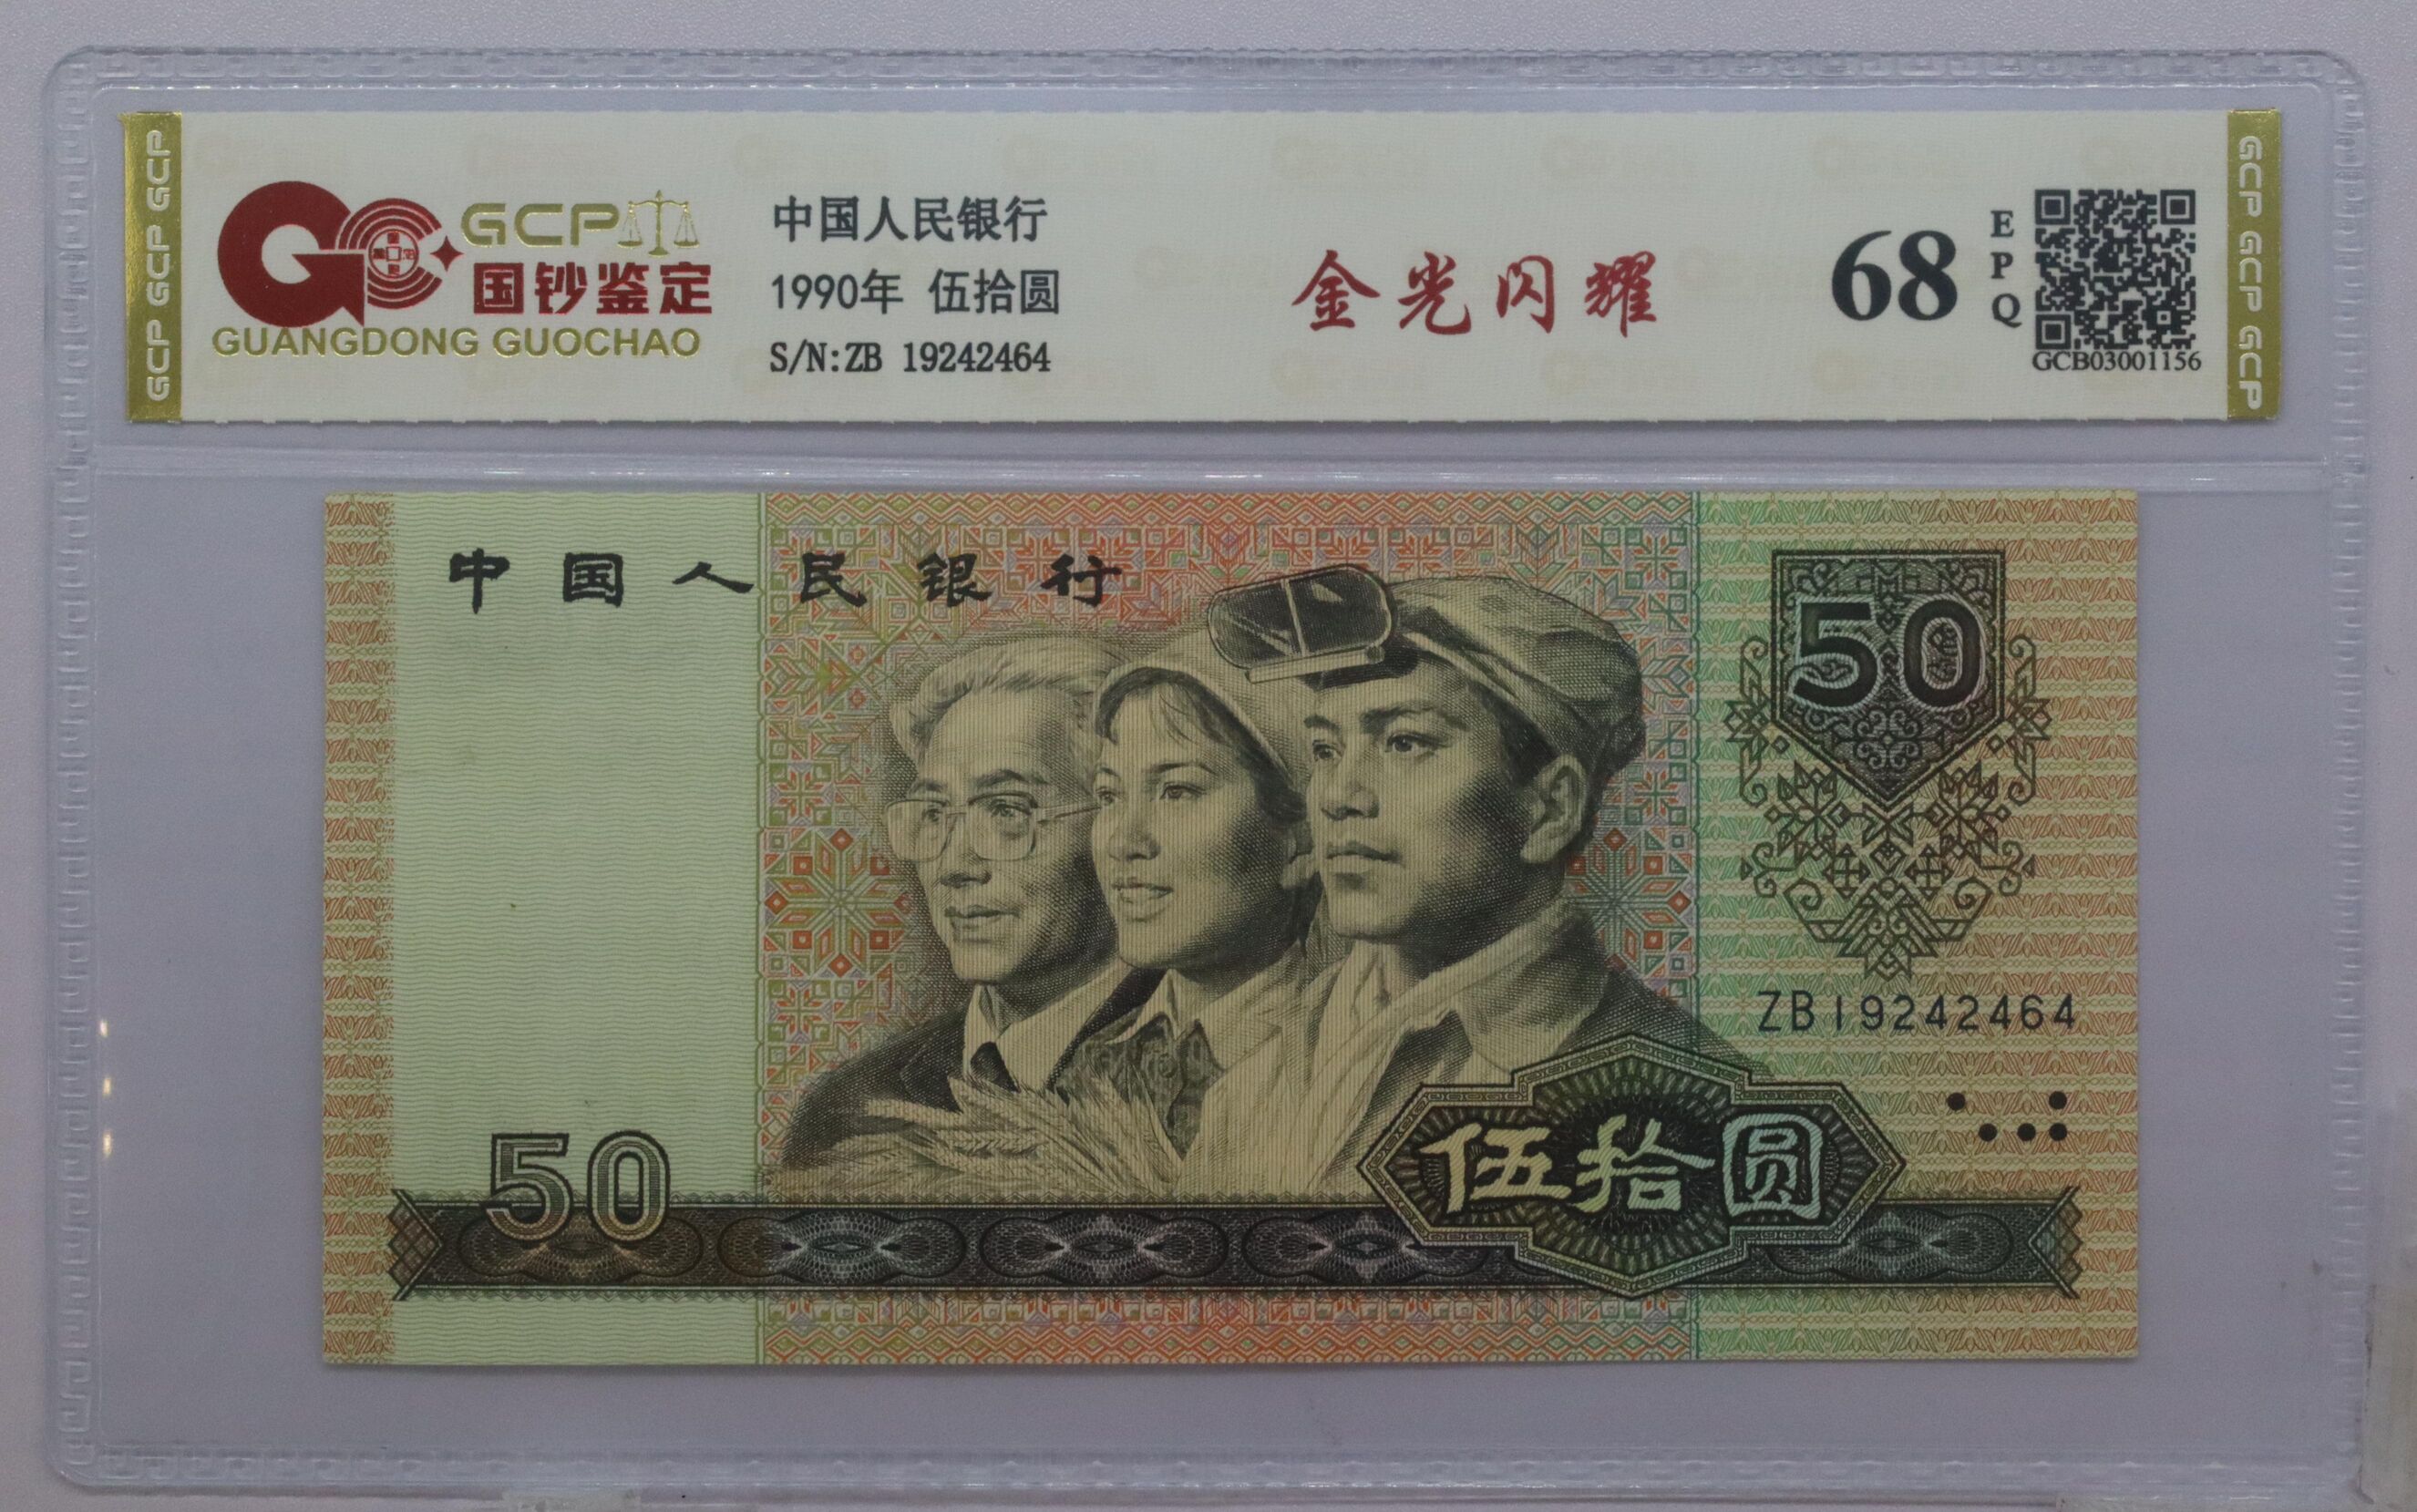 GCP GCP GCP
GCP
国钞鉴定
GUANGDONG GUOCHAO
中国人民银行
1990年 伍拾圆
S/N:ZB 19242464
金光闪耀
68
EPQ
GCB03001156
GCP GCP GCP
中国人民银行
50
ZB19242464
50
伍拾圆